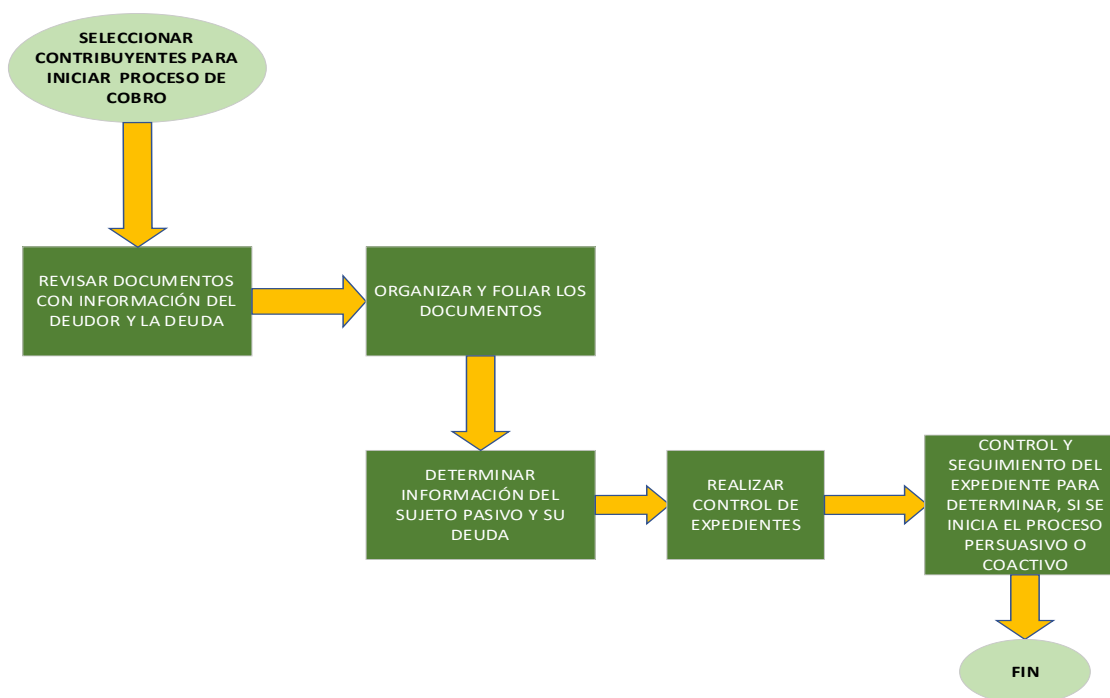 SELECCIONAR
CONTRIBUYENTES PARA
INICIAR PROCESO DE
COBRO
REVISAR DOCUMENTOS
CON INFORMACIÓN DEL
DEUDOR Y LA DEUDA
ORGANIZAR Y FOLIAR LOS
DOCUMENTOS
DETERMINAR
INFORMACIÓN DEL
SUJETO PASIVO Y SU
DEUDA
REALIZAR
CONTROL DE
EXPEDIENTES
CONTROL Y
SEGUIMIENTO DEL
EXPEDIENTE PARA
DETERMINAR, SI SE
INICIA EL PROCESO
PERSUASIVO O
COACTIVO
FIN